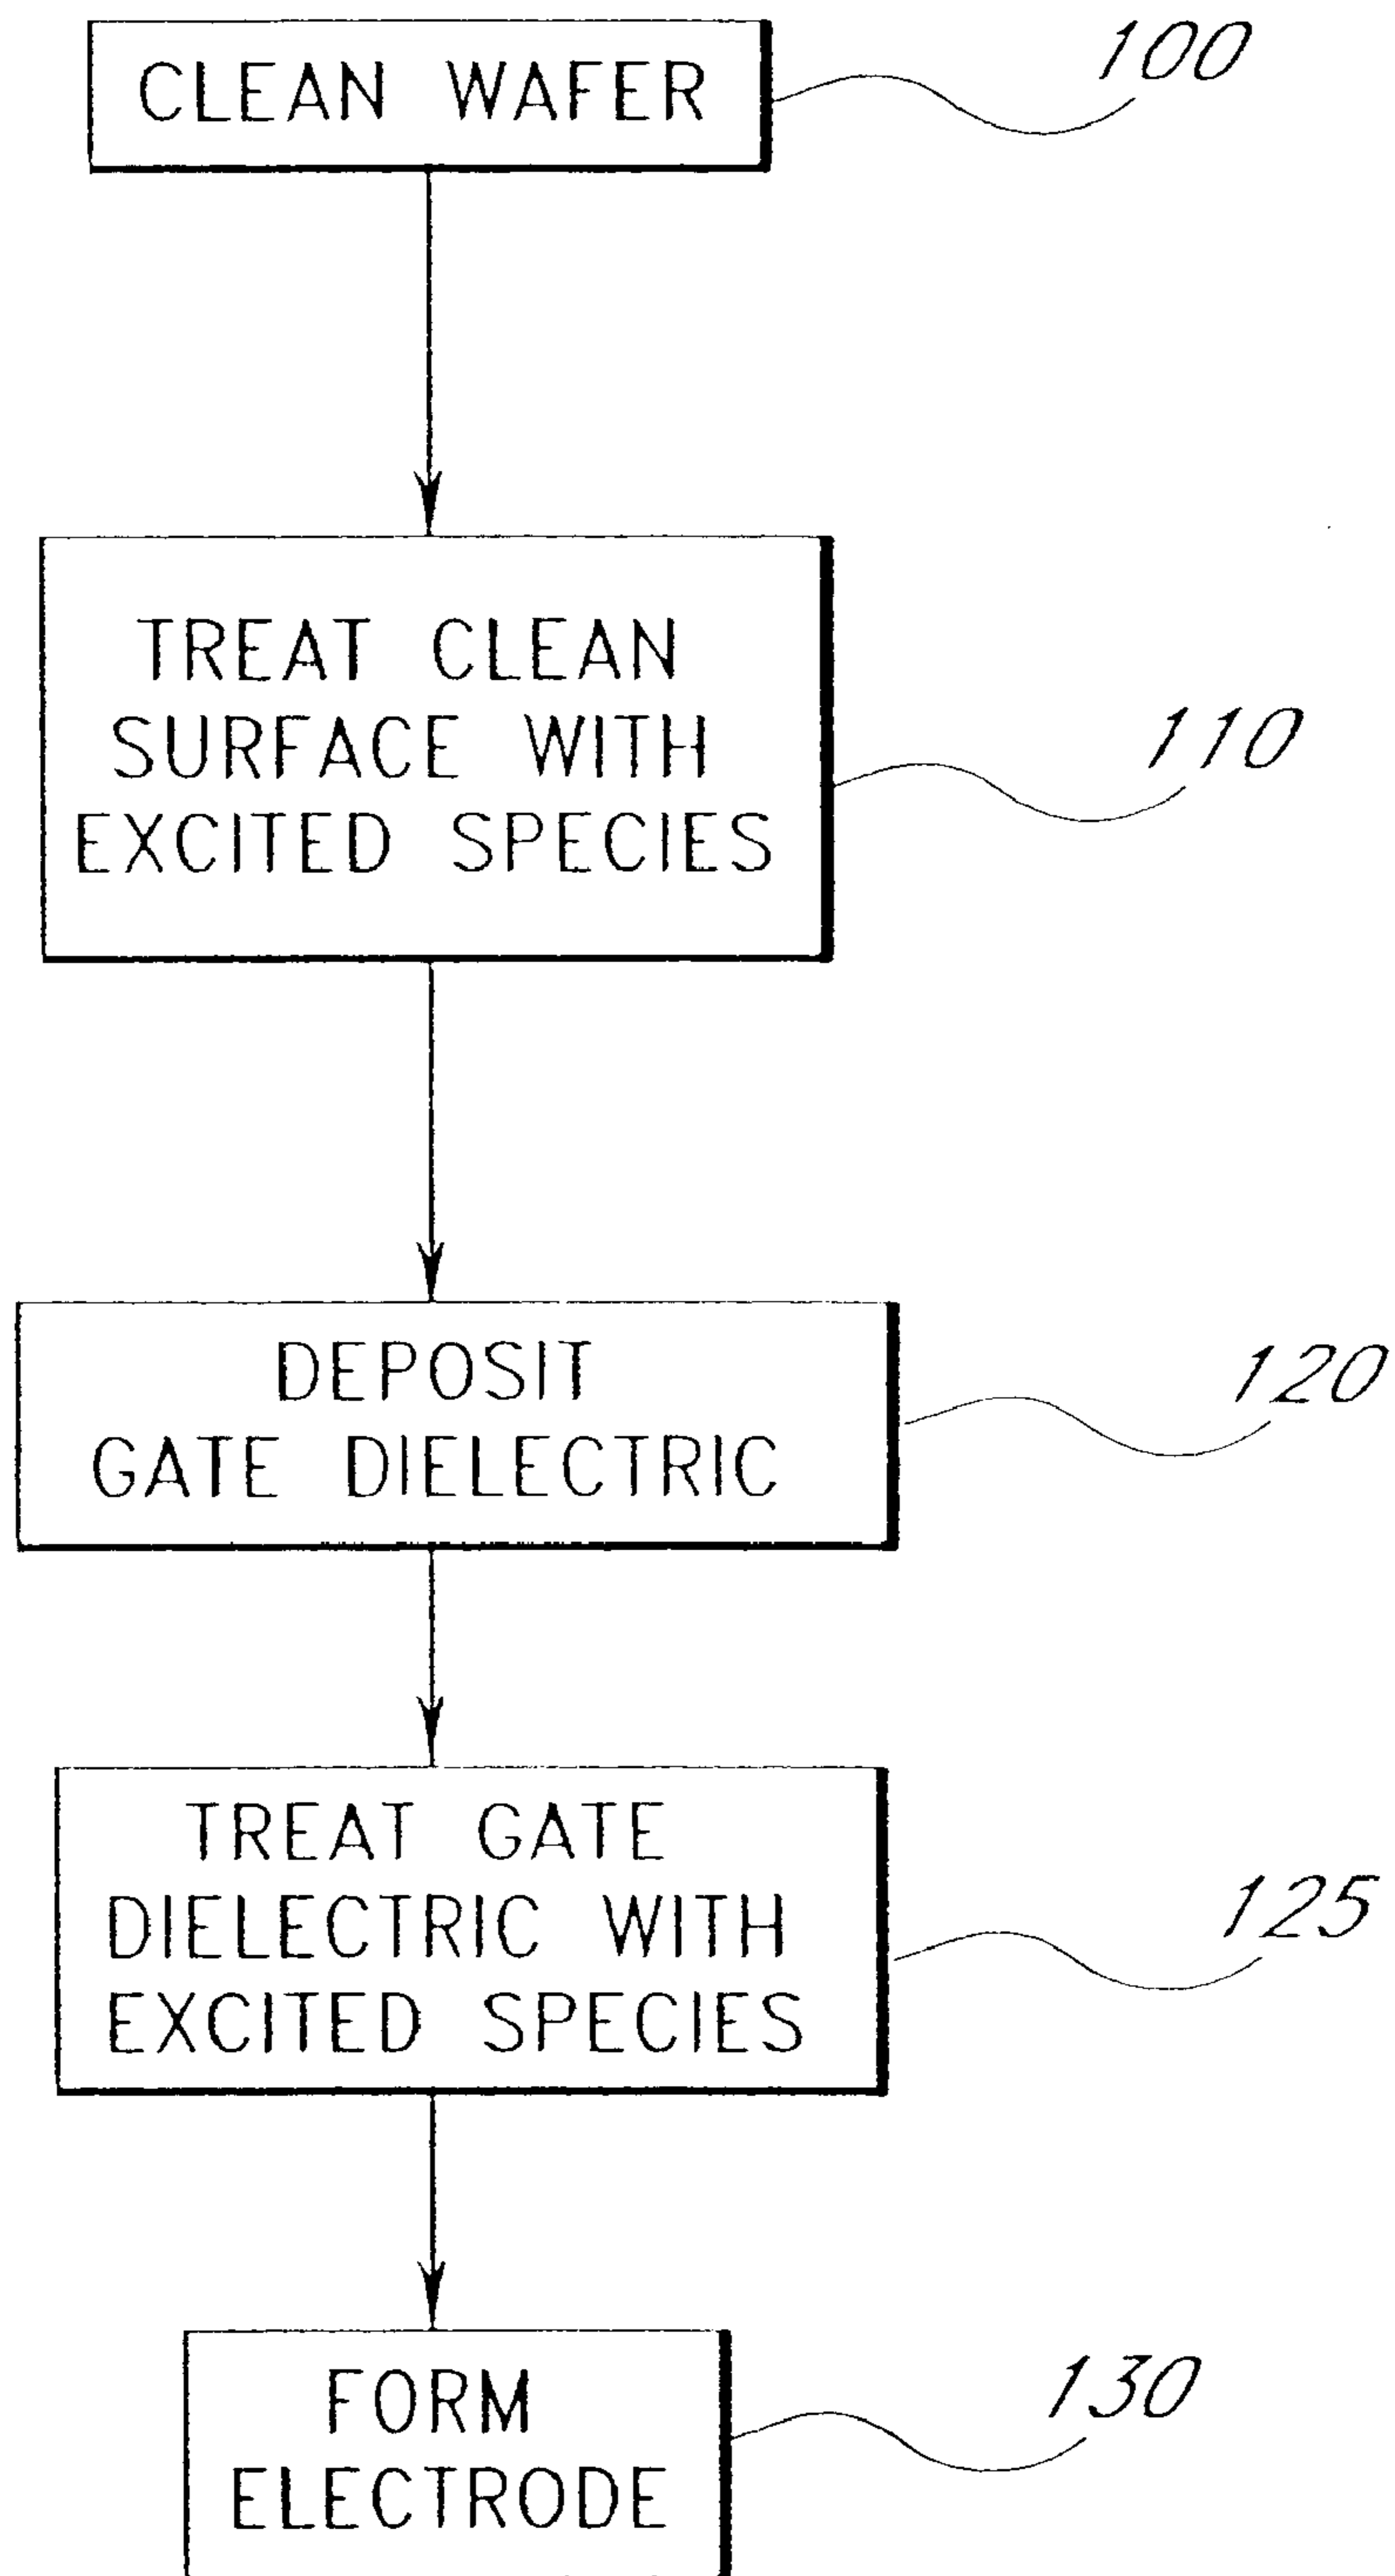 CLEAN WAFER
100
TREAT CLEAN
SURFACE WITH
EXCITED SPECIES
110
DEPOSIT
GATE DIELECTRIC
120
TREAT GATE
DIELECTRIC WITH
EXCITED SPECIES
125
FORM
ELECTRODE
130